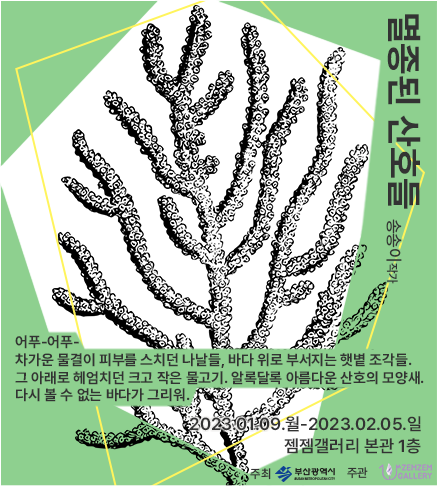 멸종된 산호들
송송이 작가
어푸-어푸-
차가운 물결이 피부를 스치던 나날들, 바다 위로 부서지는 햇볕 조각들.
그 아래로 헤엄치던 크고 작은 물고기. 알록달록 아름다운 산호의 모양새.
다시 볼 수 없는 바다가 그리워.
2023.01.09.월-2023.02.05.일
젬젬갤러리 본관 1층
주최 부산광역시 주관 ZEMZEM
BUSAN METROPOLITAN CITY GALLERY